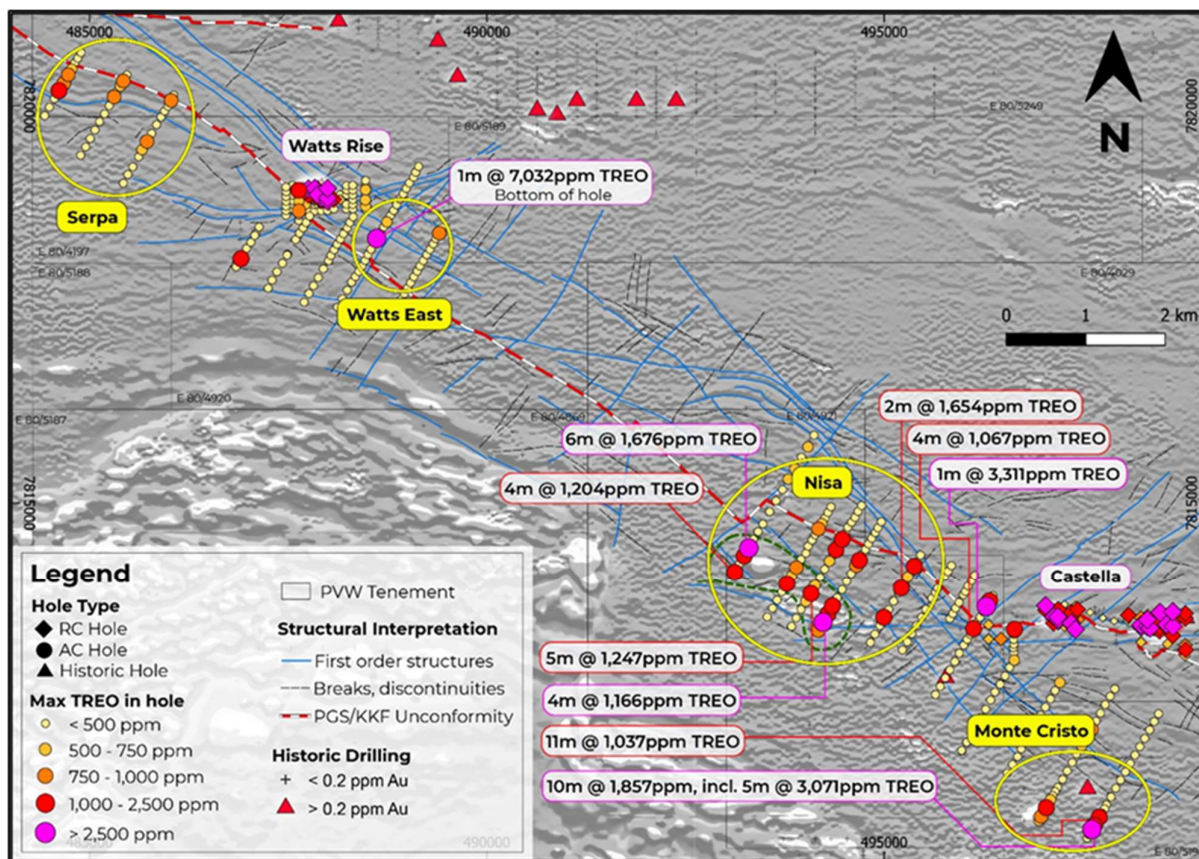 485000
490000
495000
7820000
7820000
E 80/5249
N
E 80/5189
Watts Rise
1m @ 7,032ppm TREO
Bottom of hole
Serpa
E 80/4197
E 80/5188
E 80/4029
Watts East
0 1 2 km
E 80/4920
E 80/5187
E 80/4869
E 80/4921
2m @ 1,654ppm TREO
6m @ 1,676ppm TREO
4m @ 1,067ppm TREO
1m @ 3,311ppm TREO
4m @ 1,204ppm TREO
Nisa
7815000
7815000
Castella
5m @ 1,247ppm TREO
4m @ 1,166ppm TREO
11m @ 1,037ppm TREO
Monte Cristo
10m @ 1,857ppm, incl. 5m @ 3,071ppm TREO
Legend
Hole Type
RC Hole
AC Hole
Historic Hole
Max TREO in hole
< 500 ppm
500 - 750 ppm
750 - 1,000 ppm
1,000 - 2,500 ppm
> 2,500 ppm
PVW Tenement
Structural Interpretation
First order structures
Breaks, discontinuities
PGS/KKF Unconformity
Historic Drilling
< 0.2 ppm Au
> 0.2 ppm Au
485000
490000
495000